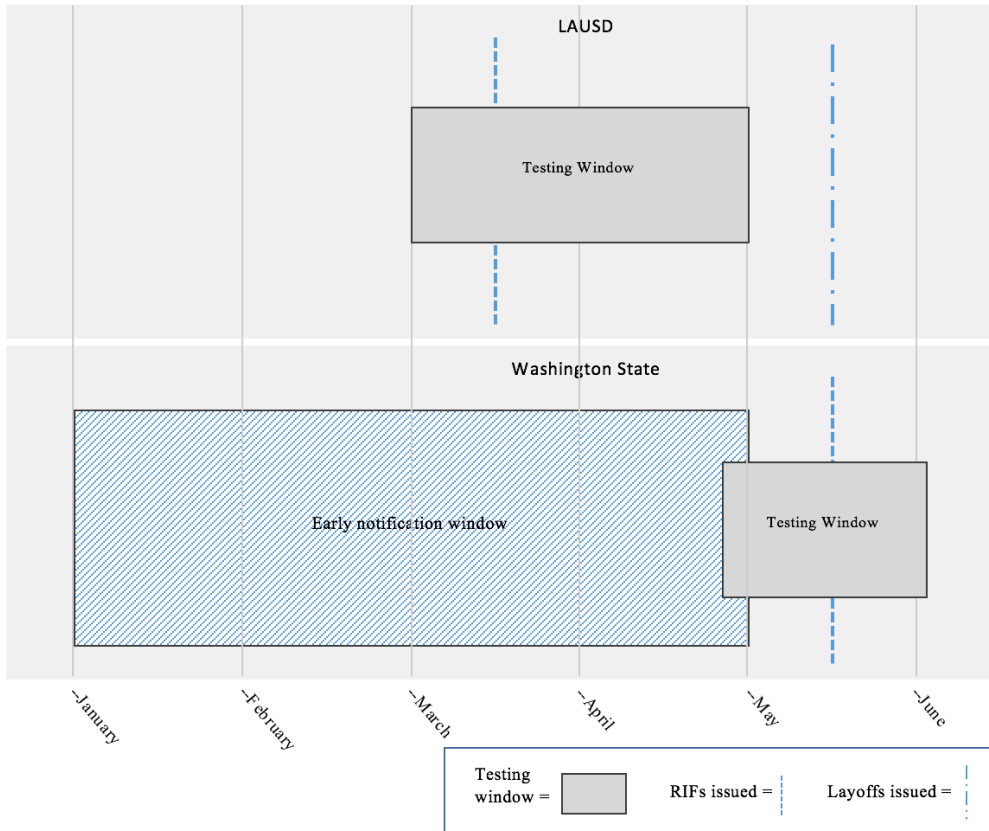 LAUSD
Testing Window
Washington State
Early notification window
Testing Window
--January
--February
--March
--April
--May
--June
Testing
window =
RIFs issued =
Layoffs issued =